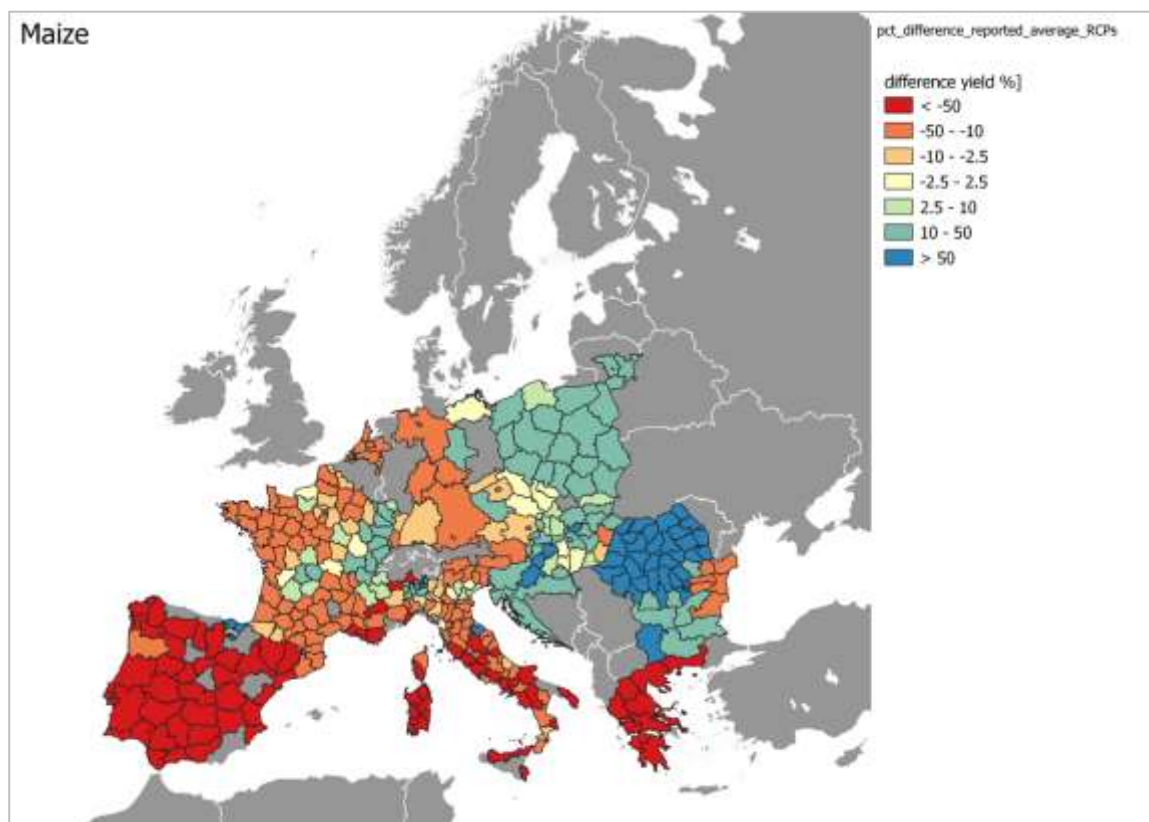 Maize
pct_difference_reported_average_RCPs
difference yield %]
< -50
-50 - -10
-10 - -2.5
-2.5 - 2.5
2.5 - 10
10 - 50
> 50